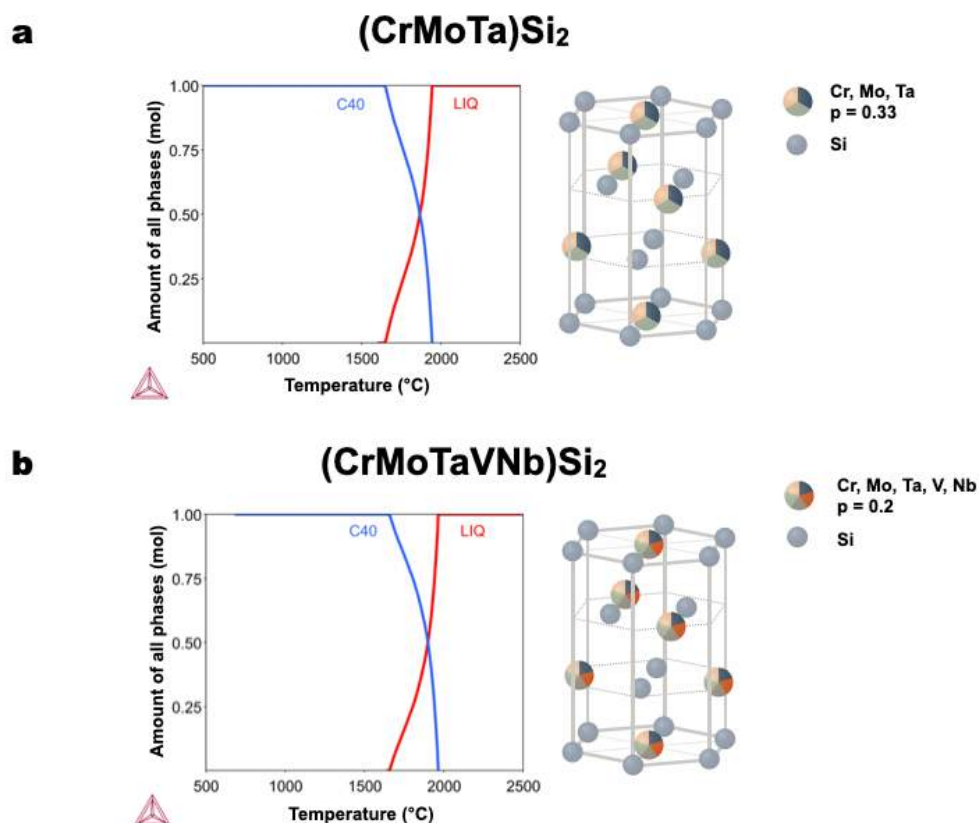 a
(CrMoTa)Si₂
Amount of all phases (mol)
1.00
0.75
0.50
0.25
C40
LIQ
500 1000 1500 2000 2500
Temperature (°C)
Cr, Mo, Ta
p = 0.33
Si
b
(CrMoTaVNb)Si₂
Amount of all phases (mol)
1.00
0.75
0.50
0.25
C40
LIQ
500 1000 1500 2000 2500
Temperature (°C)
Cr, Mo, Ta, V, Nb
p = 0.2
Si